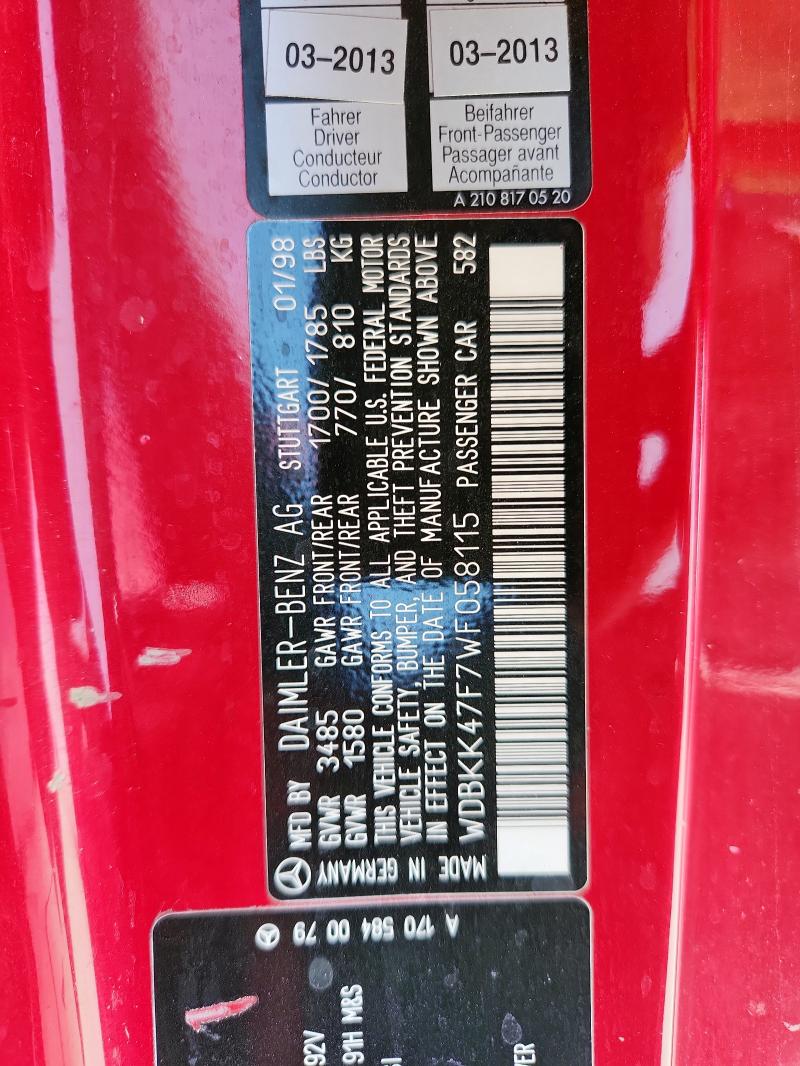 03-2013
03-2013
Fahrer
Driver
Conducteur
Conductor
Beifahrer
Front-Passenger
Passager avant
Acompañante
A 210 817 05 20
MFD BY DAIMLER-BENZ AG STUTTGART 01/98
GVWR 3485 GAWR FRONT/REAR 1700/ 1785 LBS
GVWR 1580 GAWR FRONT/REAR 770/ 810 KG
THIS VEHICLE CONFORMS TO ALL APPLICABLE U.S. FEDERAL MOTOR
VEHICLE SAFETY, BUMPER, AND THEFT PREVENTION STANDARDS
IN EFFECT ON THE DATE OF MANUFACTURE SHOWN ABOVE
WDBKK47F7WF058115 PASSENGER CAR 582
MADE IN GERMANY
A 170 584 00 79
92V
91H M&S